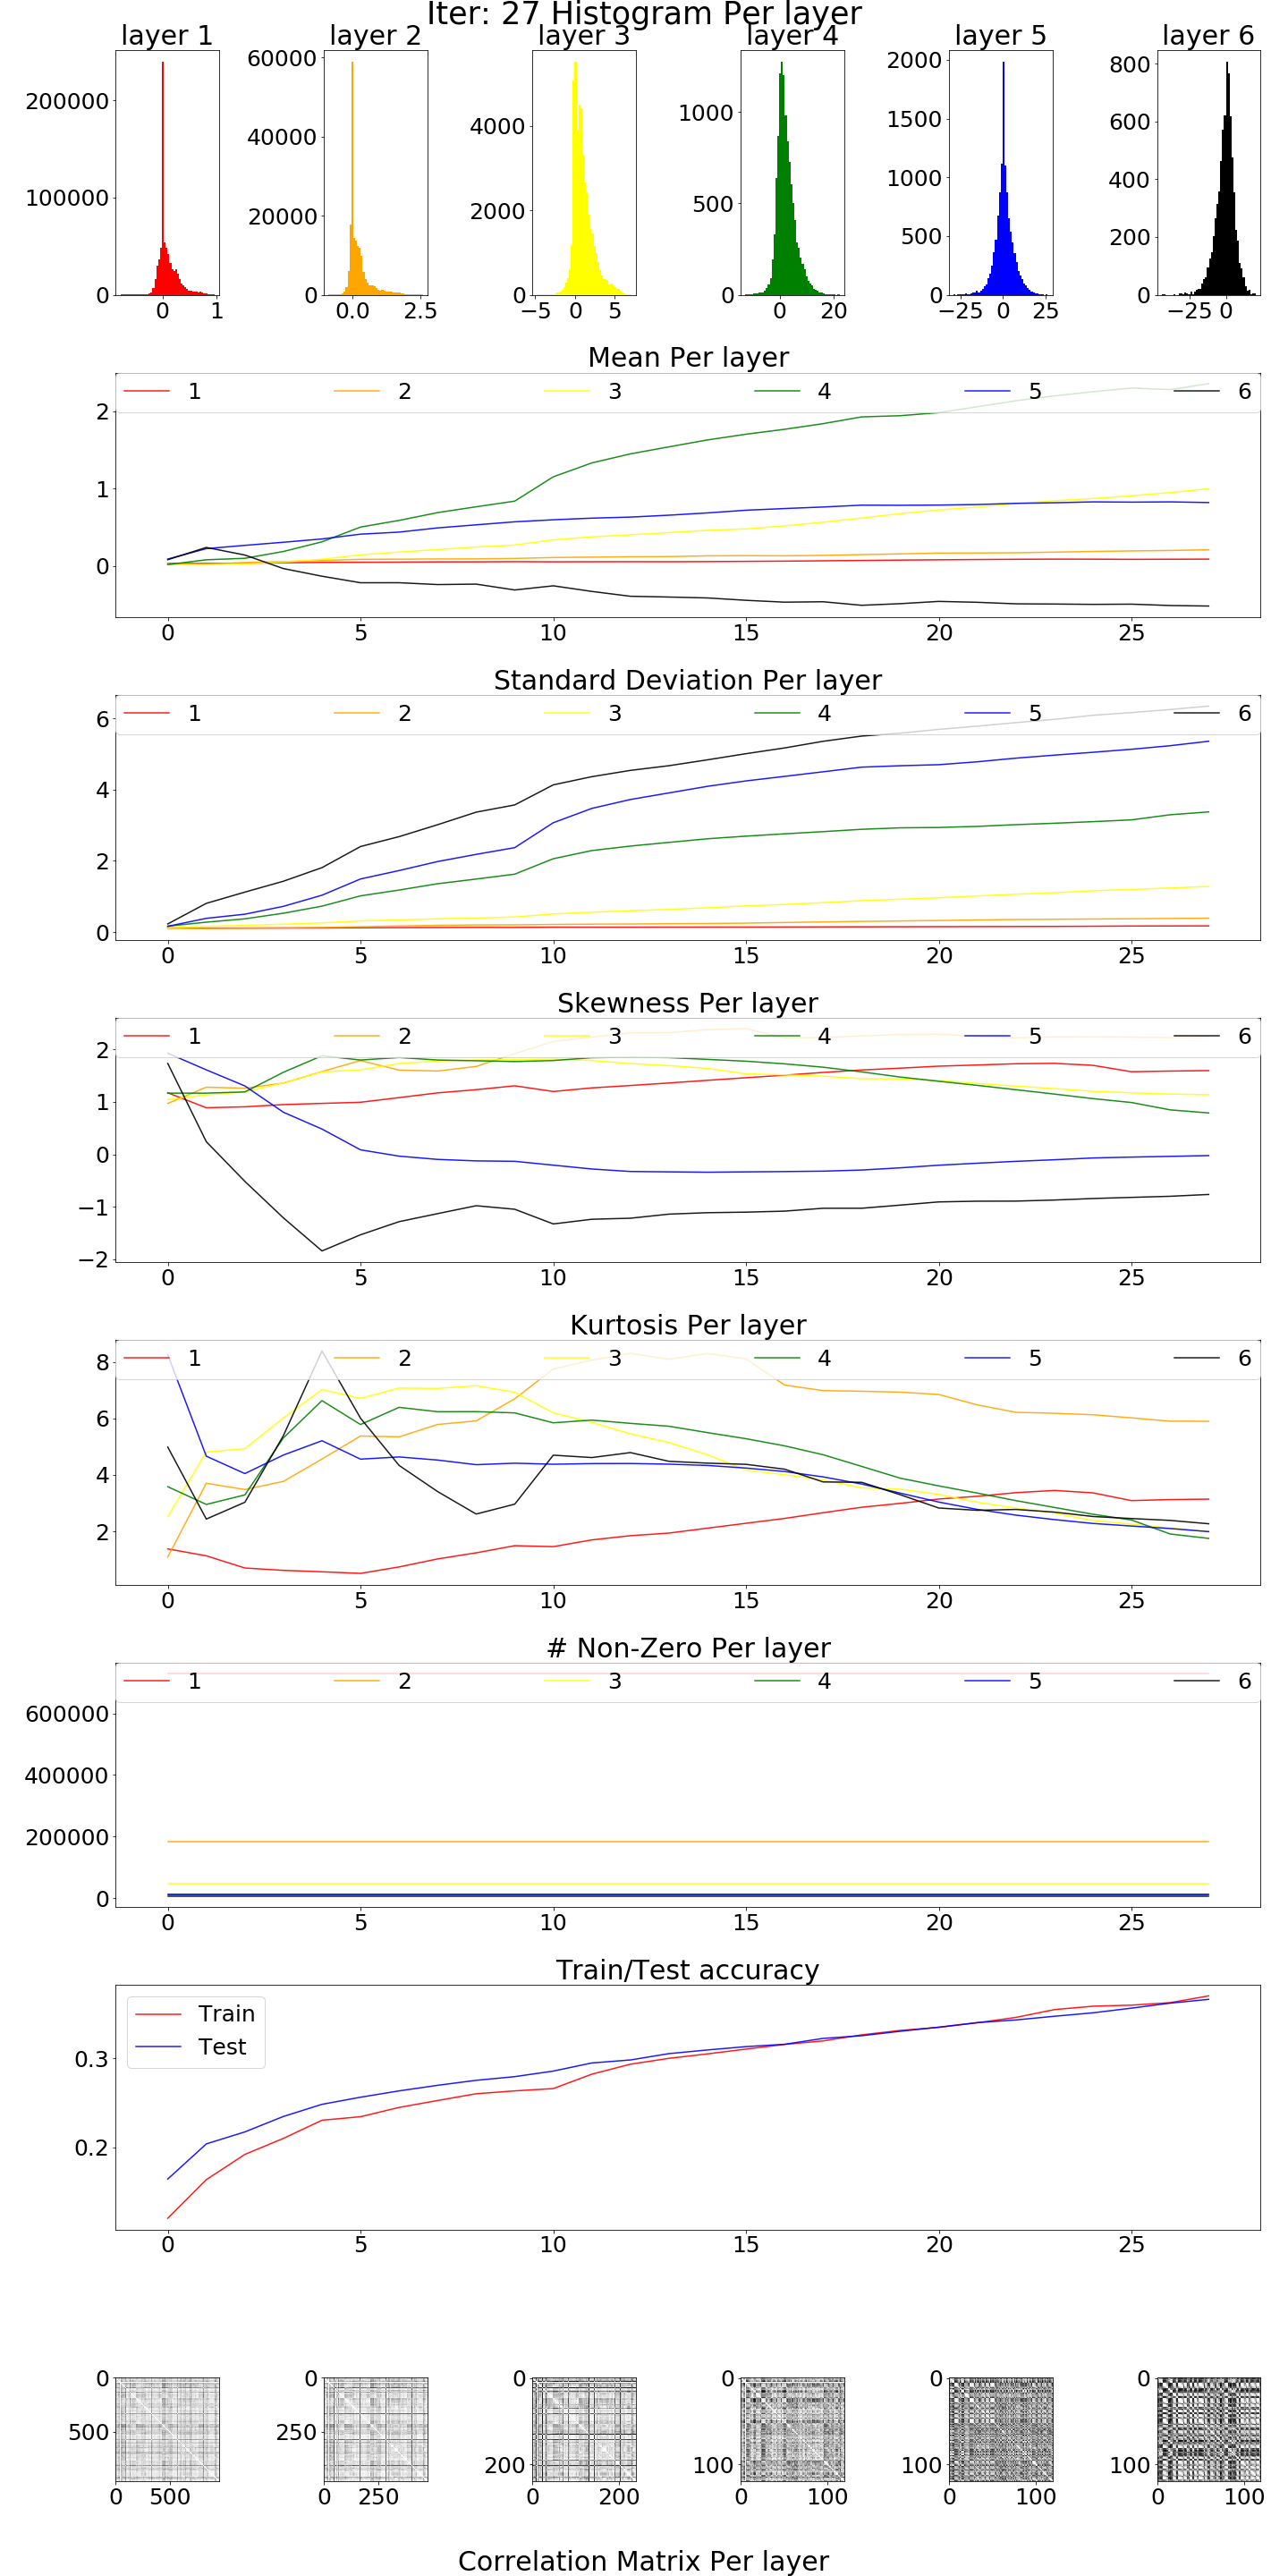 Iter: 27 Histogram Per layer
layer 1 layer 2 layer 3 layer 4 layer 5 layer 6
200000 100000 0
0 1
60000 40000 20000 0
0.0 2.5
4000 2000 0
−5 0 5
1000 500 0
0 20
2000 1500 1000 500 0
−25 0 25
800 600 400 200 0
−25 0
Mean Per layer
1 2 3 4 5 6
2
1
0
0 5 10 15 20 25
Standard Deviation Per layer
1 2 3 4 5 6
6
4
2
0
0 5 10 15 20 25
Skewness Per layer
1 2 3 4 5 6
2
1
0
−1
−2
0 5 10 15 20 25
Kurtosis Per layer
1 2 3 4 5 6
8
6
4
2
0 5 10 15 20 25
# Non-Zero Per layer
1 2 3 4 5 6
600000
400000
200000
0
0 5 10 15 20 25
Train/Test accuracy
Train
Test
0.3
0.2
0 5 10 15 20 25
0 0 0 0 0 0
500 250 200 100 100 100
0 500 0 250 0 200 0 100 0 100 0 100
Correlation Matrix Per layer